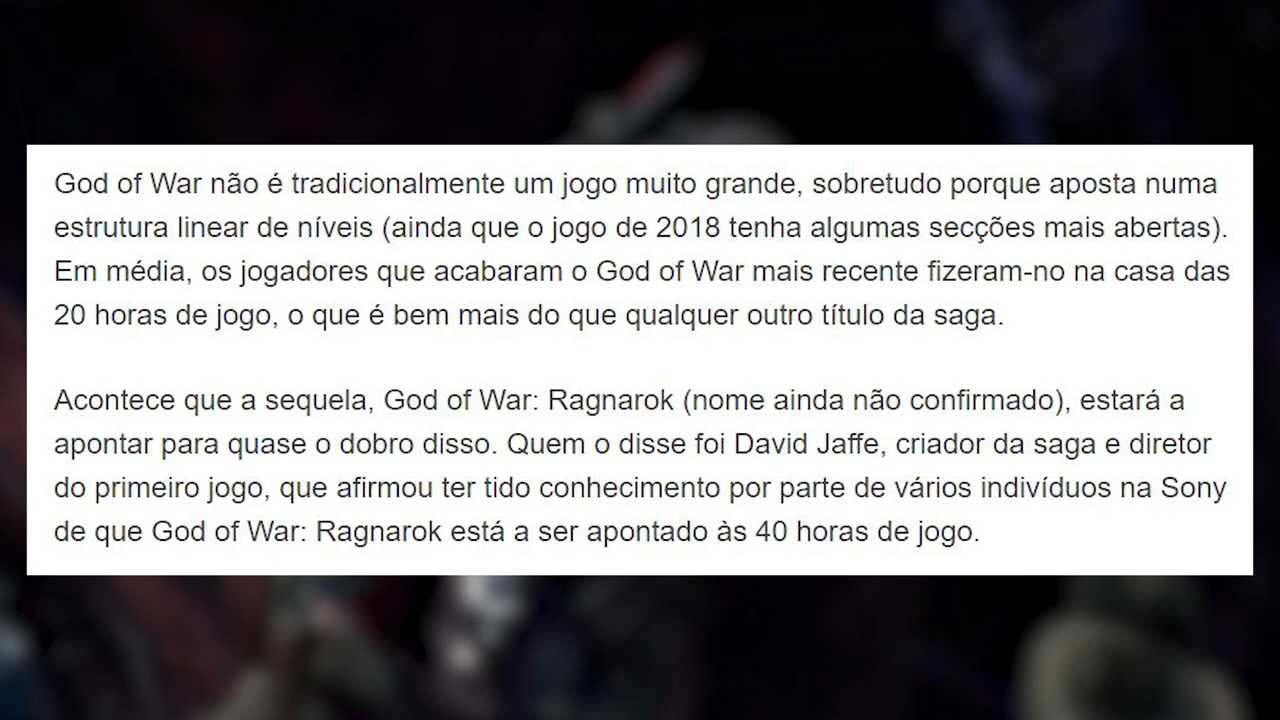 God of War não é tradicionalmente um jogo muito grande, sobretudo porque aposta numa
estrutura linear de níveis (ainda que o jogo de 2018 tenha algumas secções mais abertas).
Em média, os jogadores que acabaram o God of War mais recente fizeram-no na casa das
20 horas de jogo, o que é bem mais do que qualquer outro título da saga.
Acontece que a sequela, God of War: Ragnarok (nome ainda não confirmado), estará a
apontar para quase o dobro disso. Quem o disse foi David Jaffe, criador da saga e diretor
do primeiro jogo, que afirmou ter tido conhecimento por parte de vários indivíduos na Sony
de que God of War: Ragnarok está a ser apontado às 40 horas de jogo.